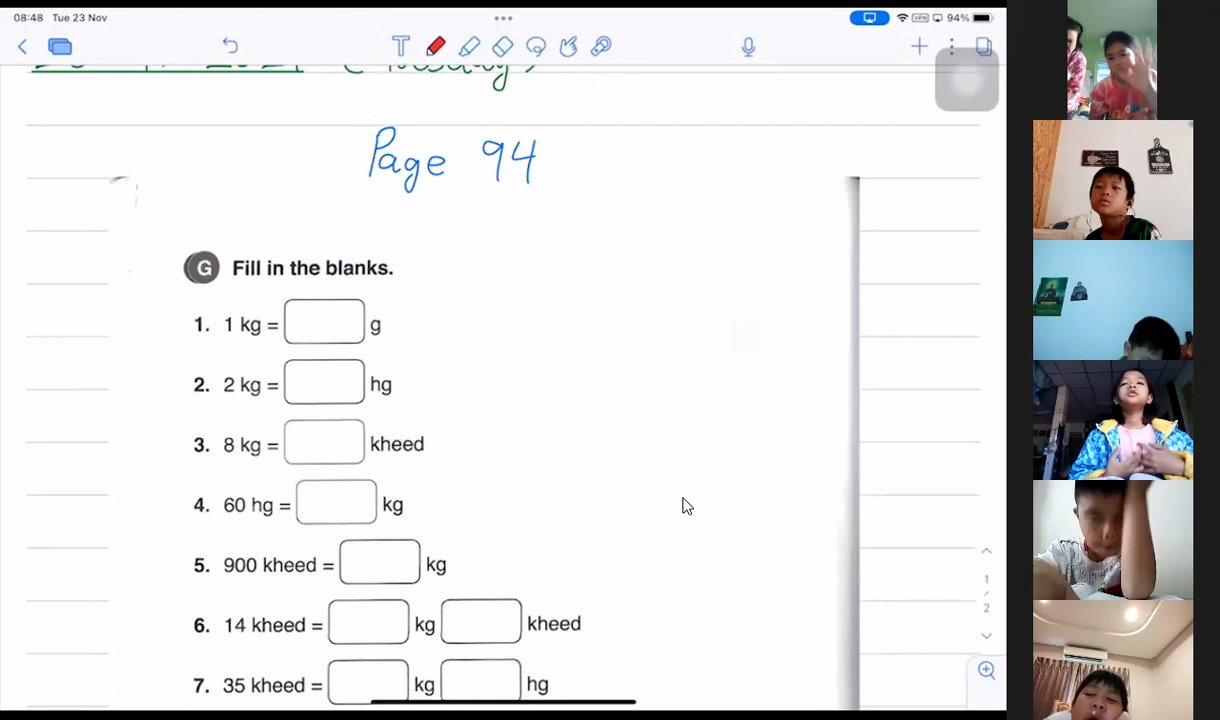 08:48 Tue 23 Nov
VPN 94%
Page 94
G Fill in the blanks.
1. 1 kg = g
2. 2 kg = hg
3. 8 kg = kheed
4. 60 hg = kg
5. 900 kheed = kg
6. 14 kheed = kg kheed
7. 35 kheed = kg hg
1
/
2